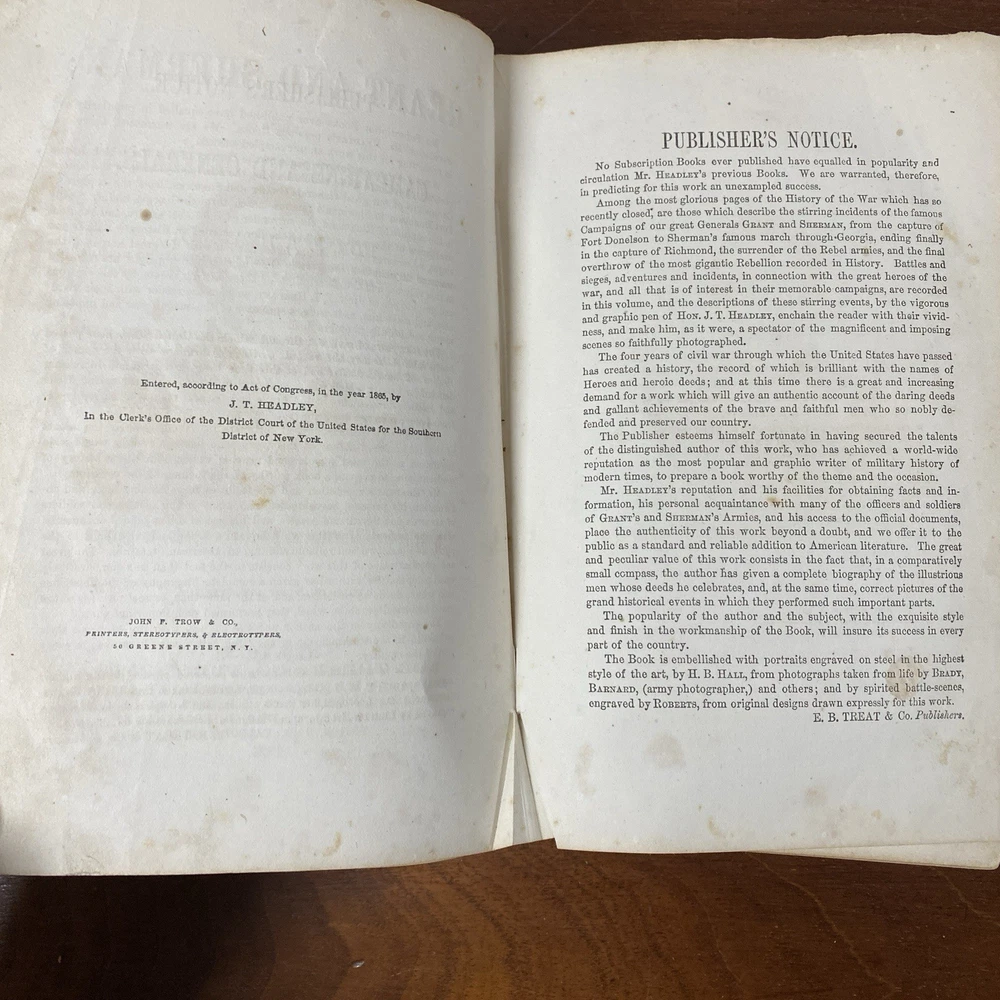 Entered, according to Act of Congress, in the year 1865, by
J. T. HEADLEY,
In the Clerk's Office of the District Court of the United States for the Southern
District of New York.
JOHN F. TROW & CO.,
PRINTERS, STEREOTYPERS, & ELECTROTYPERS,
50 GREENE STREET, N. Y.
PUBLISHER'S NOTICE.
No Subscription Books ever published have equalled in popularity and
circulation Mr. HEADLEY'S previous Books. We are warranted, therefore,
in predicting for this work an unexampled success.
Among the most glorious pages of the History of the War which has so
recently closed, are those which describe the stirring incidents of the famous
Campaigns of our great Generals GRANT and SHERMAN, from the capture of
Fort Donelson to Sherman's famous march through Georgia, ending finally
in the capture of Richmond, the surrender of the Rebel armies, and the final
overthrow of the most gigantic Rebellion recorded in History. Battles and
sieges, adventures and incidents, in connection with the great heroes of the
war, and all that is of interest in their memorable campaigns, are recorded
in this volume, and the descriptions of these stirring events, by the vigorous
and graphic pen of HON. J. T. HEADLEY, enchain the reader with their vivid-
ness, and make him, as it were, a spectator of the magnificent and imposing
scenes so faithfully photographed.
The four years of civil war through which the United States have passed
has created a history, the record of which is brilliant with the names of
Heroes and heroic deeds; and at this time there is a great and increasing
demand for a work which will give an authentic account of the daring deeds
and gallant achievements of the brave and faithful men who so nobly de-
fended and preserved our country.
The Publisher esteems himself fortunate in having secured the talents
of the distinguished author of this work, who has achieved a world-wide
reputation as the most popular and graphic writer of military history of
modern times, to prepare a book worthy of the theme and the occasion.
Mr. HEADLEY'S reputation and his facilities for obtaining facts and in-
formation, his personal acquaintance with many of the officers and soldiers
of GRANT'S and SHERMAN'S Armies, and his access to the official documents,
place the authenticity of this work beyond a doubt, and we offer it to the
public as a standard and reliable addition to American literature. The great
and peculiar value of this work consists in the fact that, in a comparatively
small compass, the author has given a complete biography of the illustrious
men whose deeds he celebrates, and, at the same time, correct pictures of the
grand historical events in which they performed such important parts.
The popularity of the author and the subject, with the exquisite style
and finish in the workmanship of the Book, will insure its success in every
part of the country.
The Book is embellished with portraits engraved on steel in the highest
style of the art, by H. B. HALL, from photographs taken from life by BRADY,
BARNARD, (army photographer,) and others; and by spirited battle-scenes,
engraved by ROBERTS, from original designs drawn expressly for this work.
E. B. TREAT & Co. Publishers.